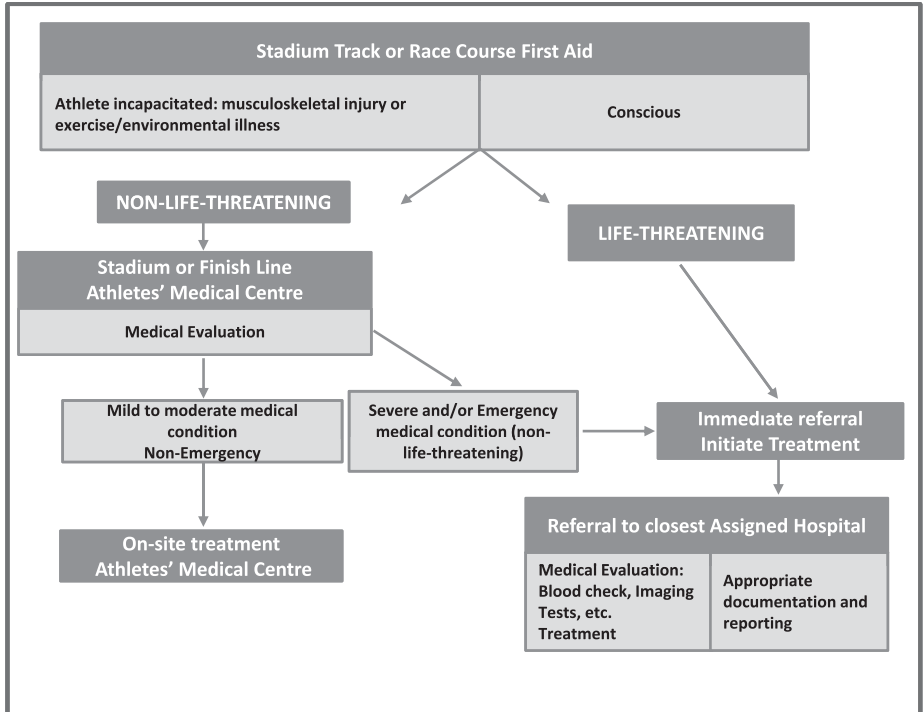 Stadium Track or Race Course First Aid
Athlete incapacitated: musculoskeletal injury or
exercise/environmental illness
Conscious
NON-LIFE-THREATENING
LIFE-THREATENING
Stadium or Finish Line
Athletes’ Medical Centre
Medical Evaluation
Mild to moderate medical
condition
Non-Emergency
Severe and/or Emergency
medical condition (non-
life-threatening)
Immedıate referral
Initiate Treatment
On-site treatment
Athletes’ Medical Centre
Referral to closest Assigned Hospital
Medical Evaluation:
Blood check, Imaging
Tests, etc.
Treatment
Appropriate
documentation and
reporting